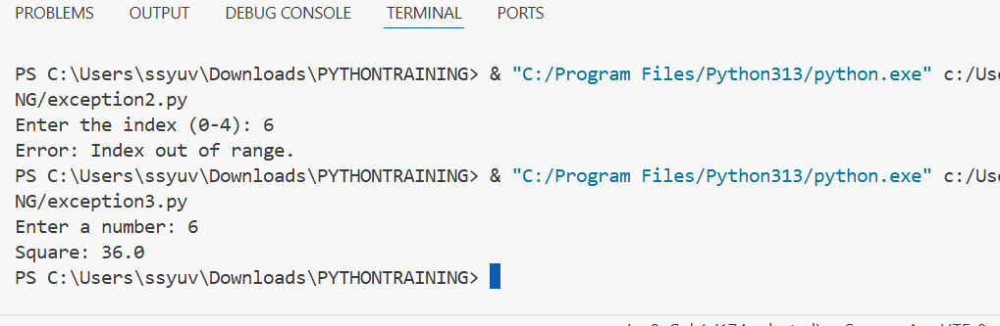 PROBLEMS OUTPUT DEBUG CONSOLE TERMINAL PORTS
PS C:\Users\ssyuv\Downloads\PYTHONTRAINING> & "C:/Program Files/Python313/python.exe" c:/Use
NG/exception2.py
Enter the index (0-4): 6
Error: Index out of range.
PS C:\Users\ssyuv\Downloads\PYTHONTRAINING> & "C:/Program Files/Python313/python.exe" c:/Use
NG/exception3.py
Enter a number: 6
Square: 36.0
PS C:\Users\ssyuv\Downloads\PYTHONTRAINING>